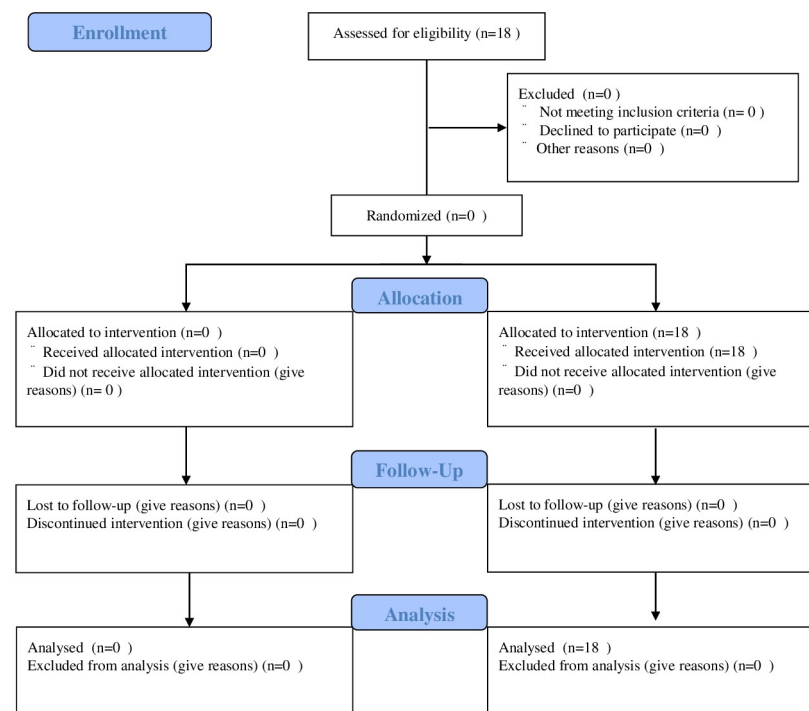 Enrollment
Assessed for eligibility (n=18 )
Excluded (n=0 )
¨ Not meeting inclusion criteria (n= 0 )
¨ Declined to participate (n=0 )
¨ Other reasons (n=0 )
Randomized (n=0 )
Allocation
Allocated to intervention (n=0 )
¨ Received allocated intervention (n=0 )
¨ Did not receive allocated intervention (give
reasons) (n= 0 )
Allocated to intervention (n=18 )
¨ Received allocated intervention (n=18 )
¨ Did not receive allocated intervention (give
reasons) (n=0 )
Follow-Up
Lost to follow-up (give reasons) (n=0 )
Discontinued intervention (give reasons) (n=0 )
Lost to follow-up (give reasons) (n=0 )
Discontinued intervention (give reasons) (n=0 )
Analysis
Analysed (n=0 )
Excluded from analysis (give reasons) (n=0 )
Analysed (n=18 )
Excluded from analysis (give reasons) (n=0 )